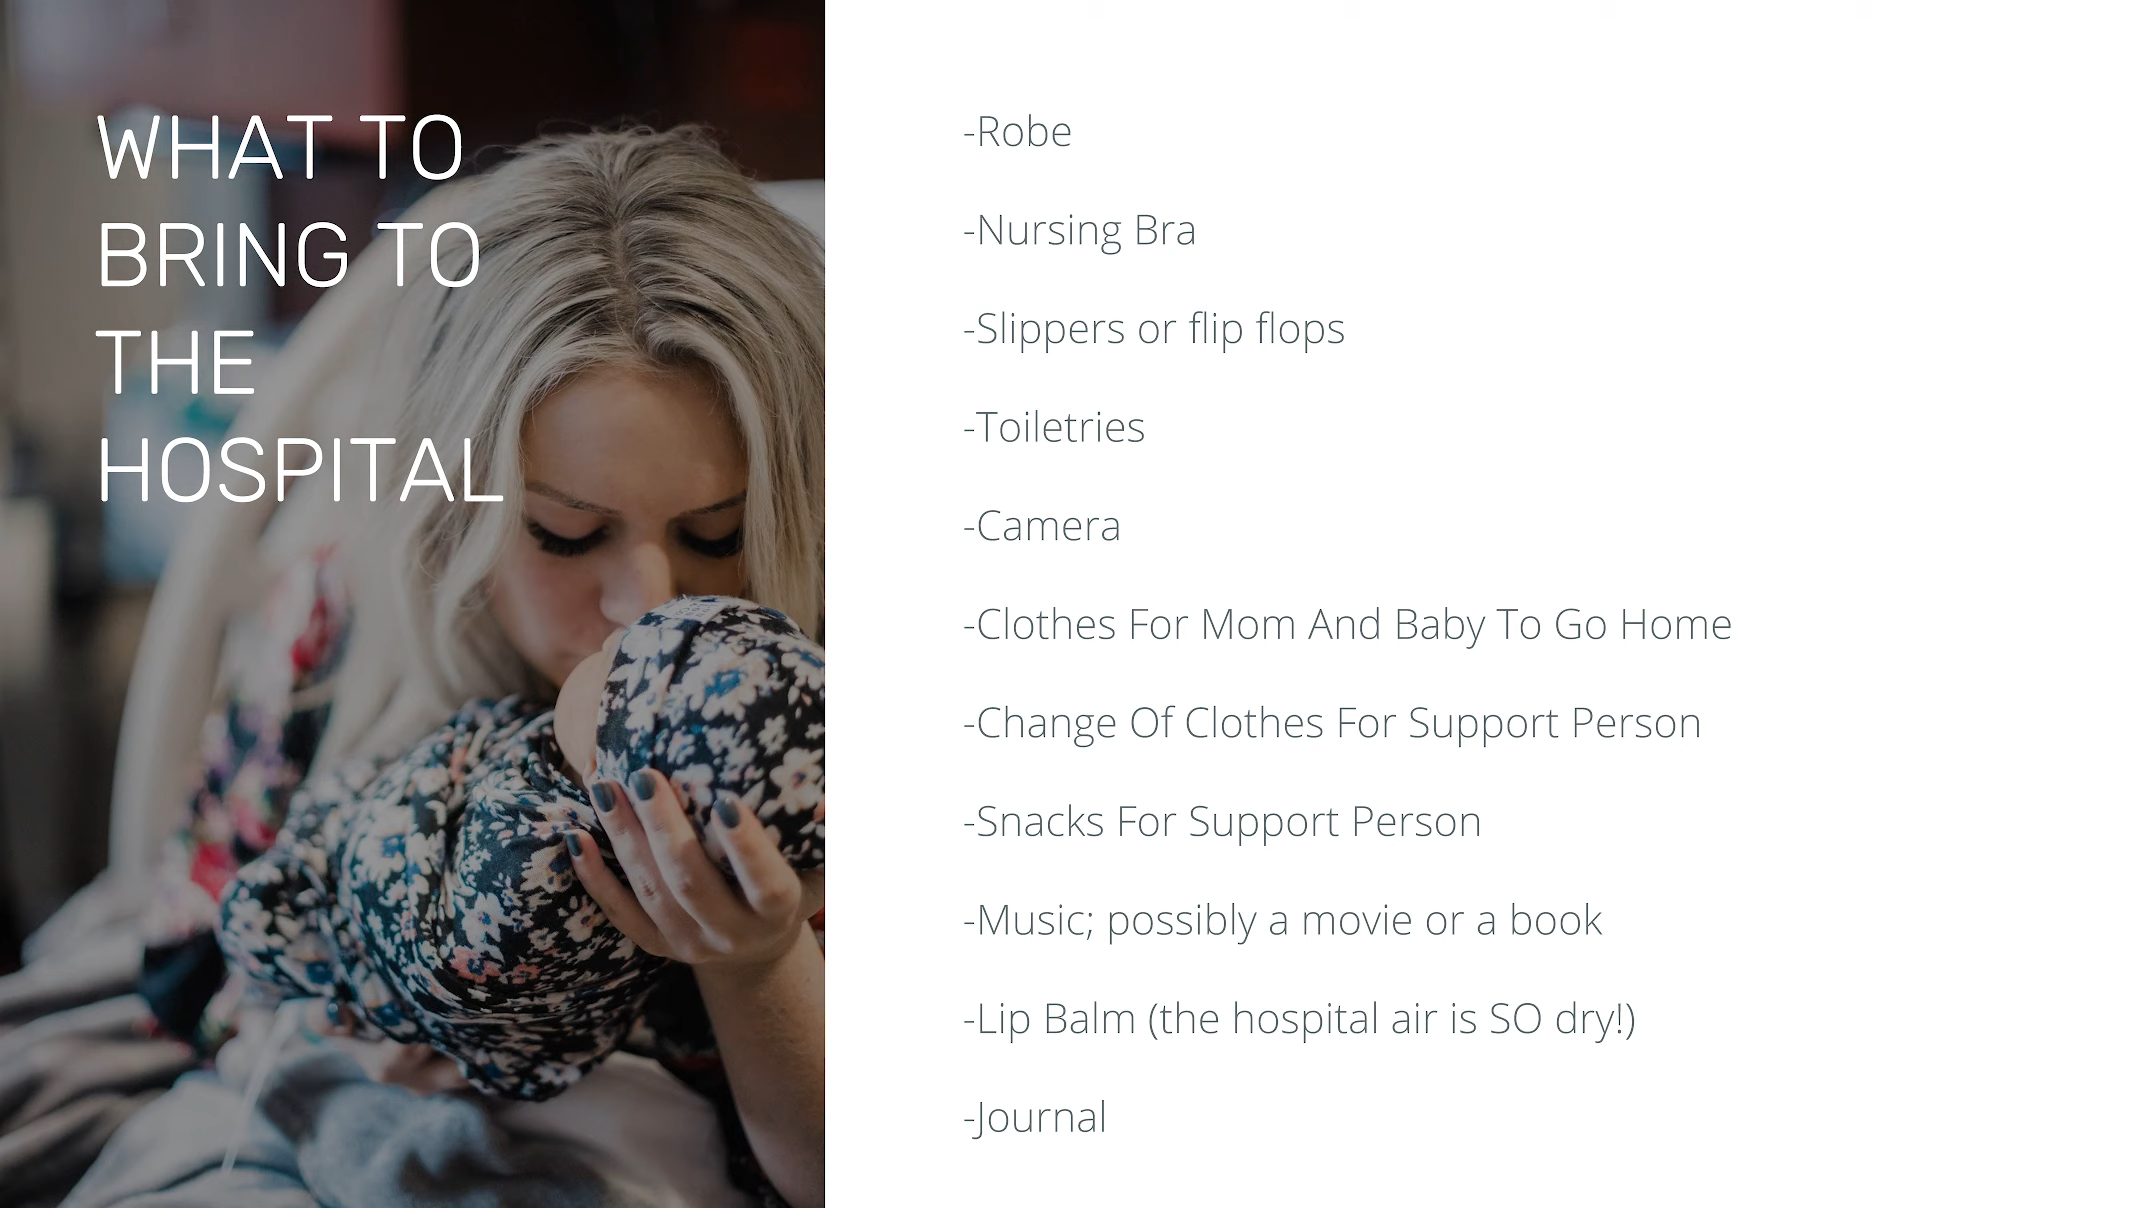 WHAT TO
BRING TO
THE
HOSPITAL
-Robe
-Nursing Bra
-Slippers or flip flops
-Toiletries
-Camera
-Clothes For Mom And Baby To Go Home
-Change Of Clothes For Support Person
-Snacks For Support Person
-Music; possibly a movie or a book
-Lip Balm (the hospital air is SO dry!)
-Journal